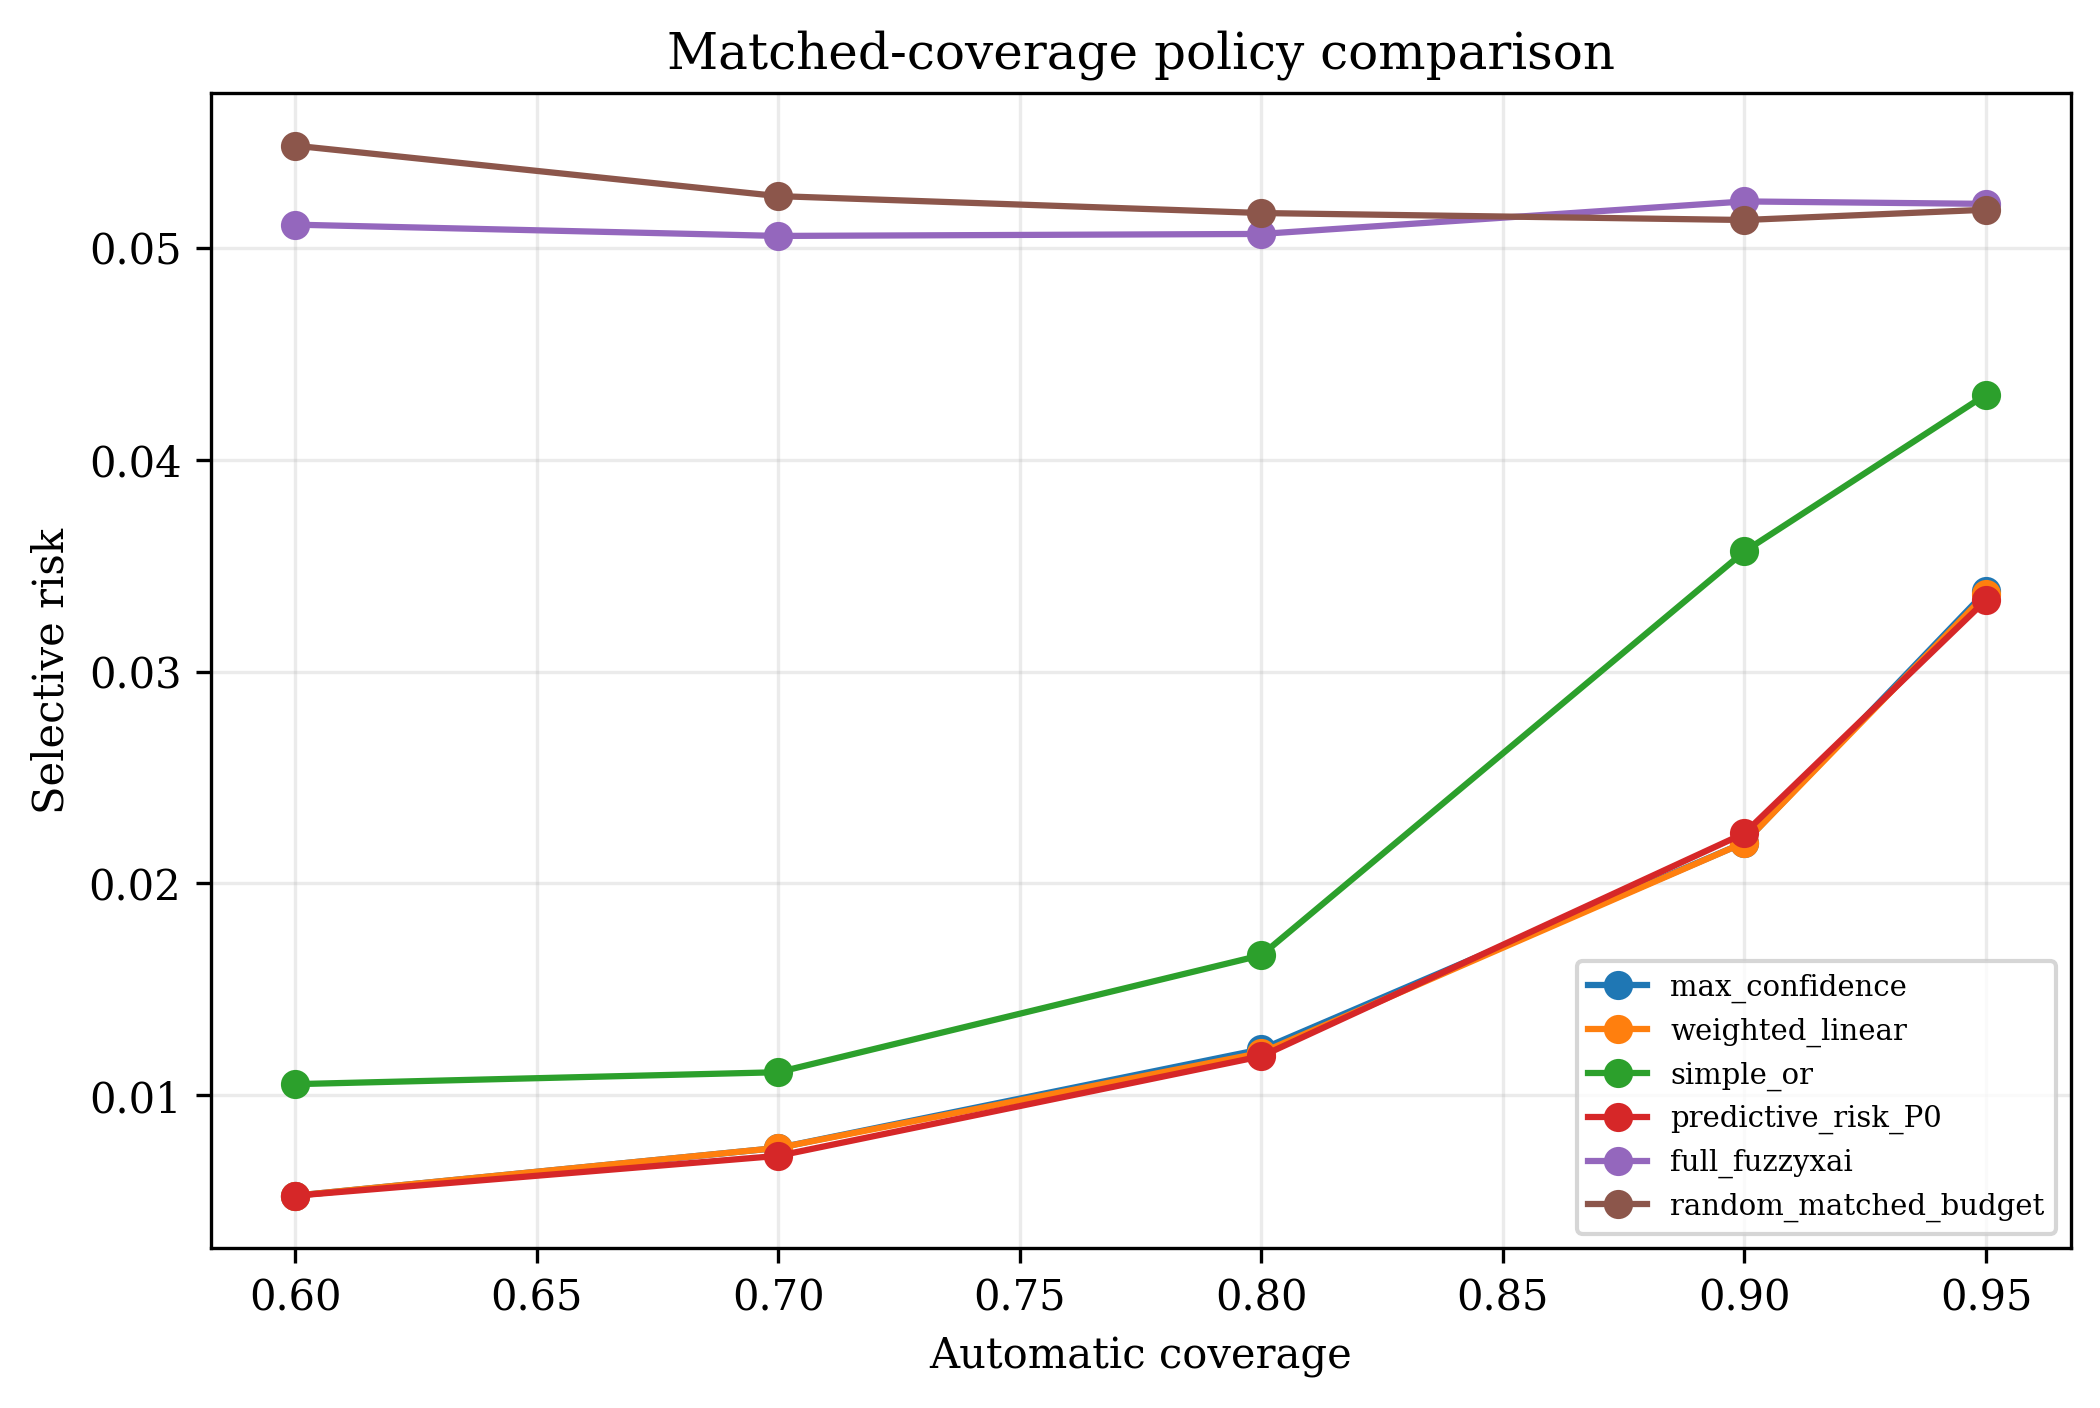 Matched-coverage policy comparison
Selective risk
0.05
0.04
0.03
0.02
0.01
max_confidence
weighted_linear
simple_or
predictive_risk_P0
full_fuzzyxai
random_matched_budget
0.60 0.65 0.70 0.75 0.80 0.85 0.90 0.95
Automatic coverage